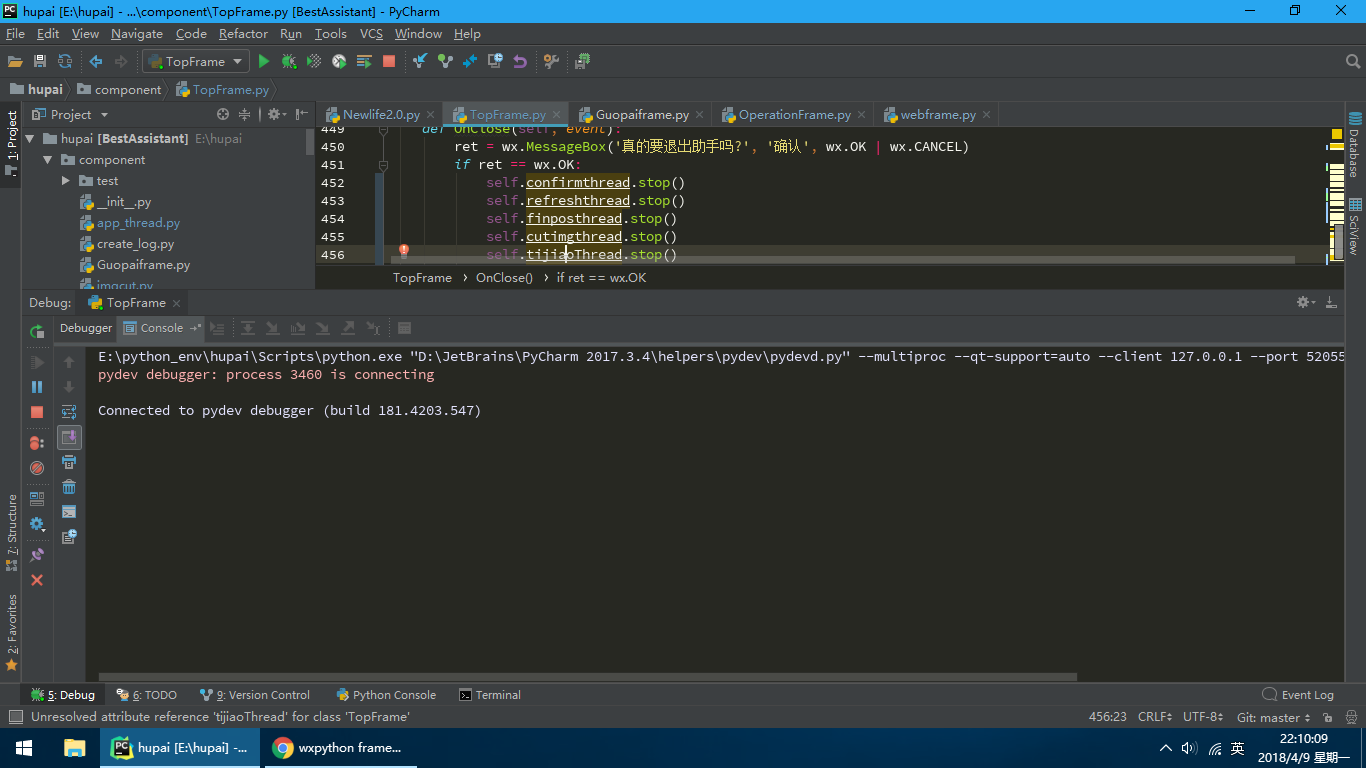 hupai [E:\hupai] - ...\component\TopFrame.py [BestAssistant] - PyCharm
File Edit View Navigate Code Refactor Run Tools VCS Window Help
TopFrame
hupai component TopFrame.py
1: Project
Project
Newlife2.0.py TopFrame.py Guopaiframe.py OperationFrame.py webframe.py
hupai [BestAssistant] E:\hupai
component
test
__init__.py
app_thread.py
create_log.py
Guopaiframe.py
imgcut.py
449 def OnClose(self, event):
450 ret = wx.MessageBox('真的要退出助手吗?', '确认', wx.OK | wx.CANCEL)
451 if ret == wx.OK:
452 self.confirmthread.stop()
453 self.refreshthread.stop()
454 self.finposthread.stop()
455 self.cutimgthread.stop()
456 self.tijiaoThread.stop()
TopFrame OnClose() if ret == wx.OK
Database
SciView
Debug: TopFrame
Debugger Console
E:\python_env\hupai\Scripts\python.exe "D:\JetBrains\PyCharm 2017.3.4\helpers\pydev\pydevd.py" --multiproc --qt-support=auto --client 127.0.0.1 --port 52055
pydev debugger: process 3460 is connecting
Connected to pydev debugger (build 181.4203.547)
7: Structure
2: Favorites
5: Debug 6: TODO 9: Version Control Python Console Terminal Event Log
Unresolved attribute reference 'tijiaoThread' for class 'TopFrame' 456:23 CRLF UTF-8 Git: master
hupai [E:\hupai] -... wxpython frame... 英 22:10:09
2018/4/9 星期一